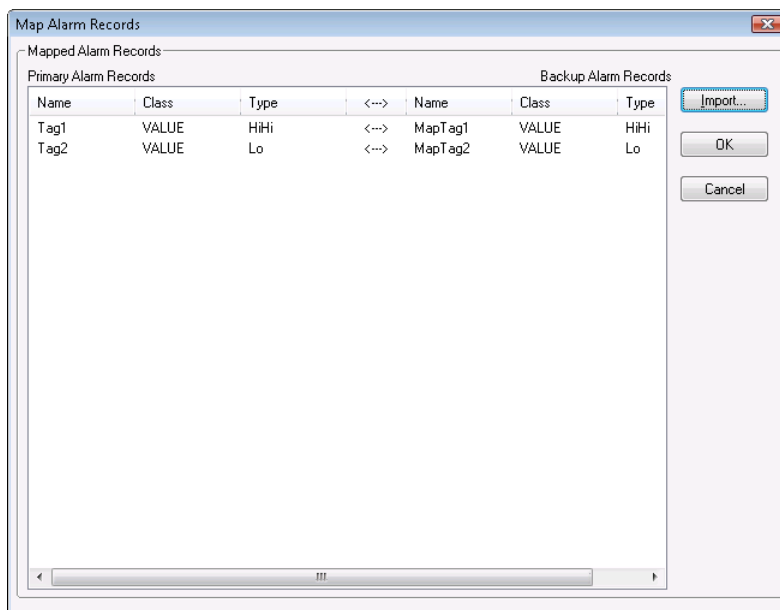 Map Alarm Records
Mapped Alarm Records
Primary Alarm Records Backup Alarm Records
Name Class Type <---> Name Class Type
Tag1 VALUE HiHi <---> MapTag1 VALUE HiHi
Tag2 VALUE Lo <---> MapTag2 VALUE Lo
Import...
OK
Cancel